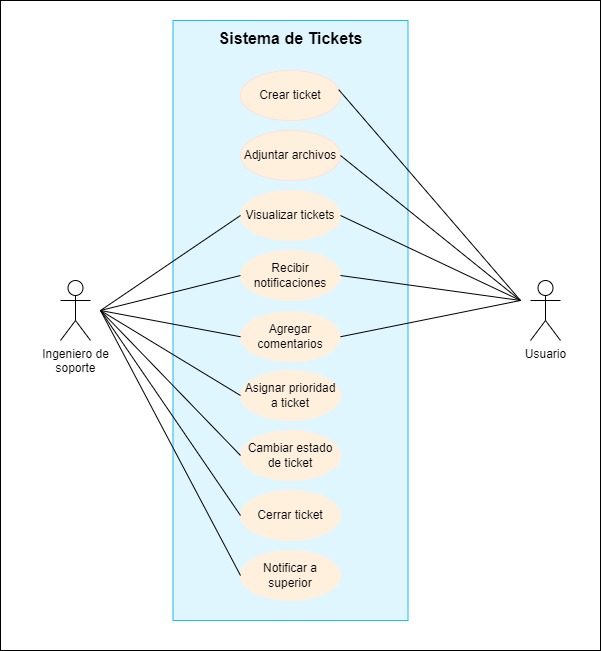 Sistema de Tickets
Crear ticket
Adjuntar archivos
Visualizar tickets
Recibir
notificaciones
Agregar
comentarios
Asignar prioridad
a ticket
Cambiar estado
de ticket
Cerrar ticket
Notificar a
superior
Ingeniero de
soporte
Usuario